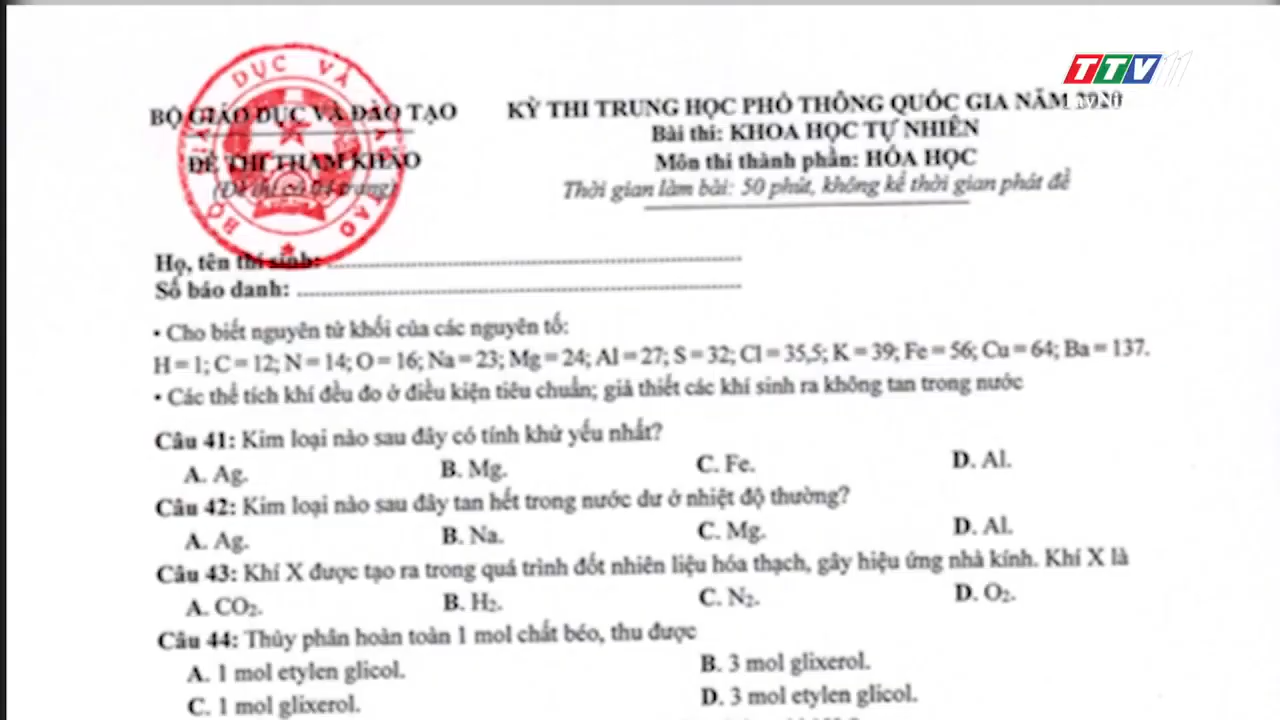 TTV11
BỘ GIÁO DỤC VÀ ĐÀO TẠO
ĐỀ THI THAM KHẢO
(Đề thi có 04 trang)
KỲ THI TRUNG HỌC PHỔ THÔNG QUỐC GIA NĂM
Bài thi: KHOA HỌC TỰ NHIÊN
Môn thi thành phần: HÓA HỌC
Thời gian làm bài: 50 phút, không kể thời gian phát đề
Họ, tên thí sinh:
Số báo danh:
• Cho biết nguyên tử khối của các nguyên tố:
H = 1; C = 12; N = 14; O = 16; Na = 23; Mg = 24; Al = 27; S = 32; Cl = 35,5; K = 39; Fe = 56; Cu = 64; Ba = 137.
• Các thể tích khí đều đo ở điều kiện tiêu chuẩn; giả thiết các khí sinh ra không tan trong nước
Câu 41: Kim loại nào sau đây có tính khử yếu nhất?
A. Ag. B. Mg. C. Fe. D. Al.
Câu 42: Kim loại nào sau đây tan hết trong nước dư ở nhiệt độ thường?
A. Ag. B. Na. C. Mg. D. Al.
Câu 43: Khí X được tạo ra trong quá trình đốt nhiên liệu hóa thạch, gây hiệu ứng nhà kính. Khí X là
A. CO₂. B. H₂. C. N₂. D. O₂.
Câu 44: Thủy phân hoàn toàn 1 mol chất béo, thu được
A. 1 mol etylen glicol. B. 3 mol glixerol.
C. 1 mol glixerol. D. 3 mol etylen glicol.